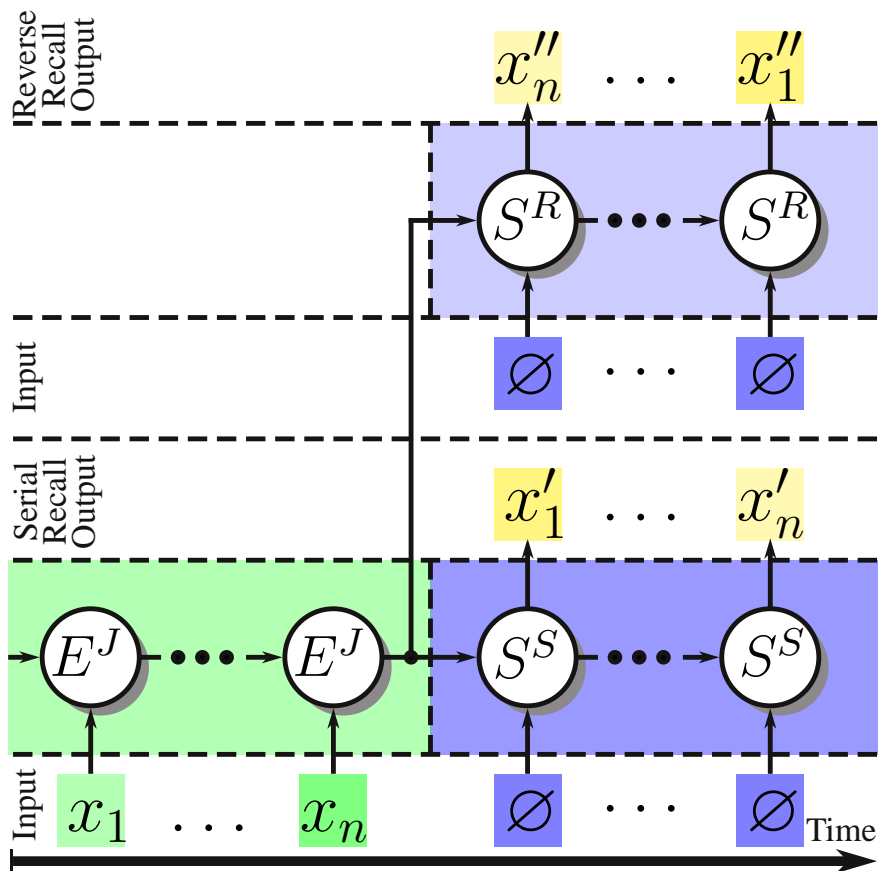 Reverse
Recall
Output
x''_n . . . x''_1
S^R ••• S^R
Input
∅ . . . ∅
Serial
Recall
Output
x'_1 . . . x'_n
E^J ••• E^J S^S ••• S^S
Input
x_1 . . . x_n ∅ . . . ∅
Time